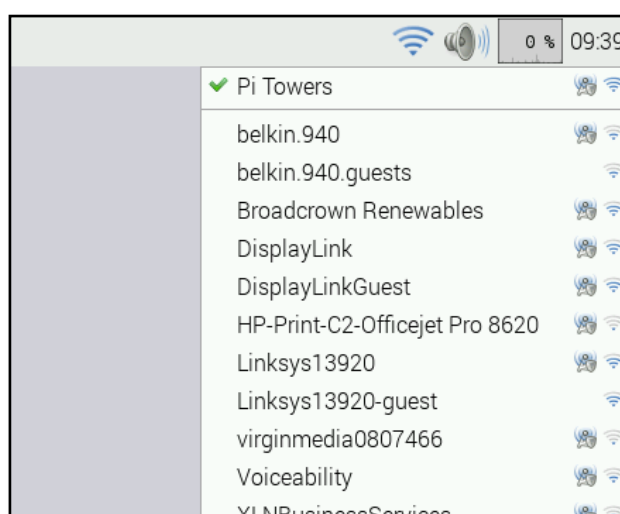 0 % 09:39
Pi Towers
belkin.940
belkin.940.guests
Broadcrown Renewables
DisplayLink
DisplayLinkGuest
HP-Print-C2-Officejet Pro 8620
Linksys13920
Linksys13920-guest
virginmedia0807466
Voiceability
XLNBusinessServices